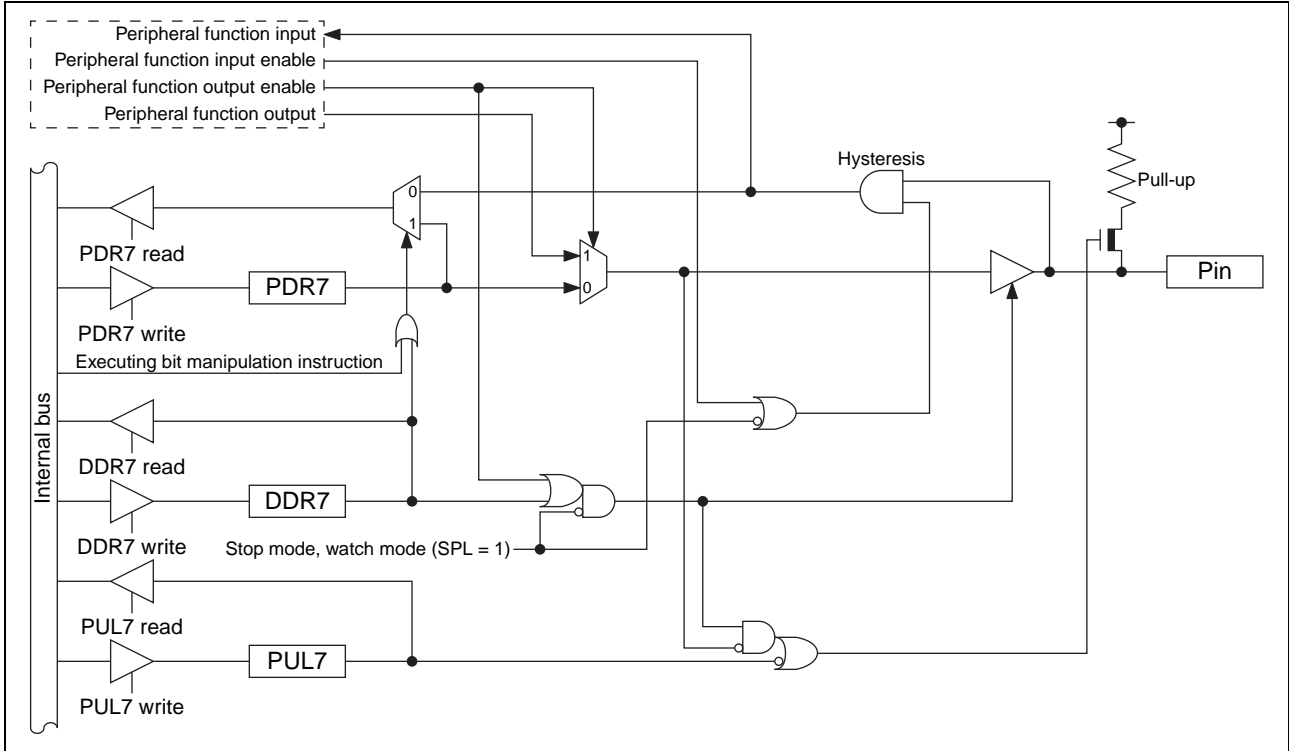 Peripheral function input
Peripheral function input enable
Peripheral function output enable
Peripheral function output
Hysteresis
Pull-up
0
1
PDR7 read
1
0
PDR7
Pin
PDR7 write
Executing bit manipulation instruction
Internal bus
DDR7 read
DDR7
DDR7 write
Stop mode, watch mode (SPL = 1)
PUL7 read
PUL7
PUL7 write